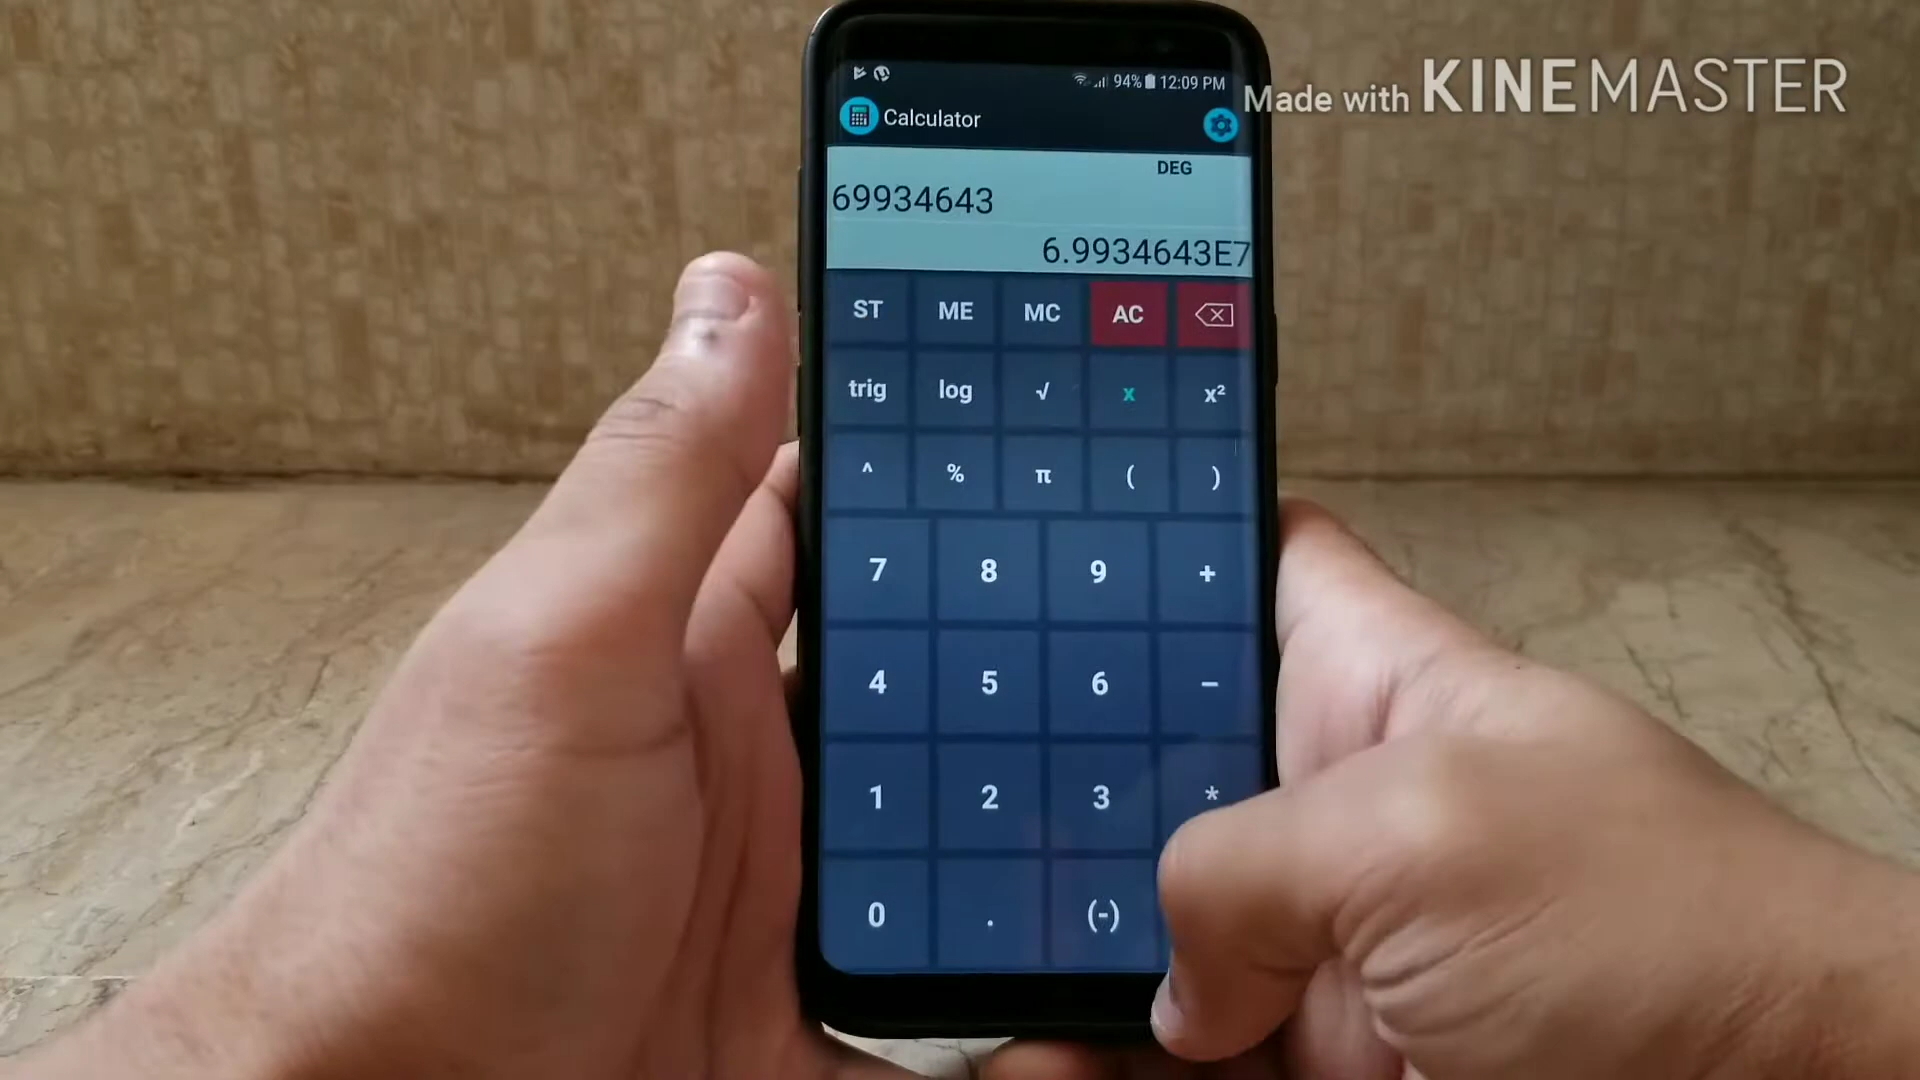 94% 12:09 PM
Made with KINEMASTER
Calculator
DEG
69934643
6.9934643E7
ST ME MC AC
trig log √ x x²
^ % π ( )
7 8 9 +
4 5 6 −
1 2 3 *
0 . (-)